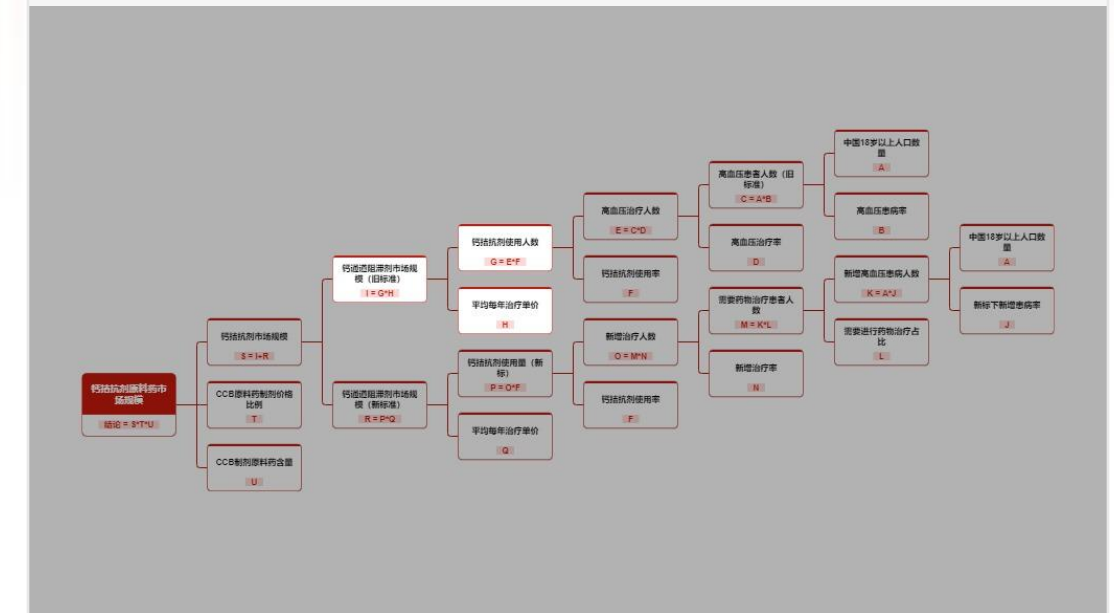 中国18岁以上人口数
量
A
高血压患者人数（旧
标准）
C = A*B
高血压治疗人数
E = C*D
高血压患病率
B
钙拮抗剂使用人数
G = E*F
高血压治疗率
D
中国18岁以上人口数
量
A
钙通道阻滞剂市场规
模（旧标准）
I = G*H
钙拮抗剂使用率
F
新增高血压患病人数
K = A*J
平均每年治疗单价
H
需要药物治疗患者人
数
M = K*L
新标下新增患病率
J
钙拮抗剂市场规模
S = I+R
新增治疗人数
O = M*N
需要进行药物治疗占
比
L
钙拮抗剂使用量（新
标）
P = O*F
新增治疗率
N
钙拮抗剂原料药市
场规模
结论 = S*T*U
CCB原料药制剂价格
比例
T
钙通道阻滞剂市场规
模（新标准）
R = P*Q
钙拮抗剂使用率
F
平均每年治疗单价
Q
CCB制剂原料药含量
U